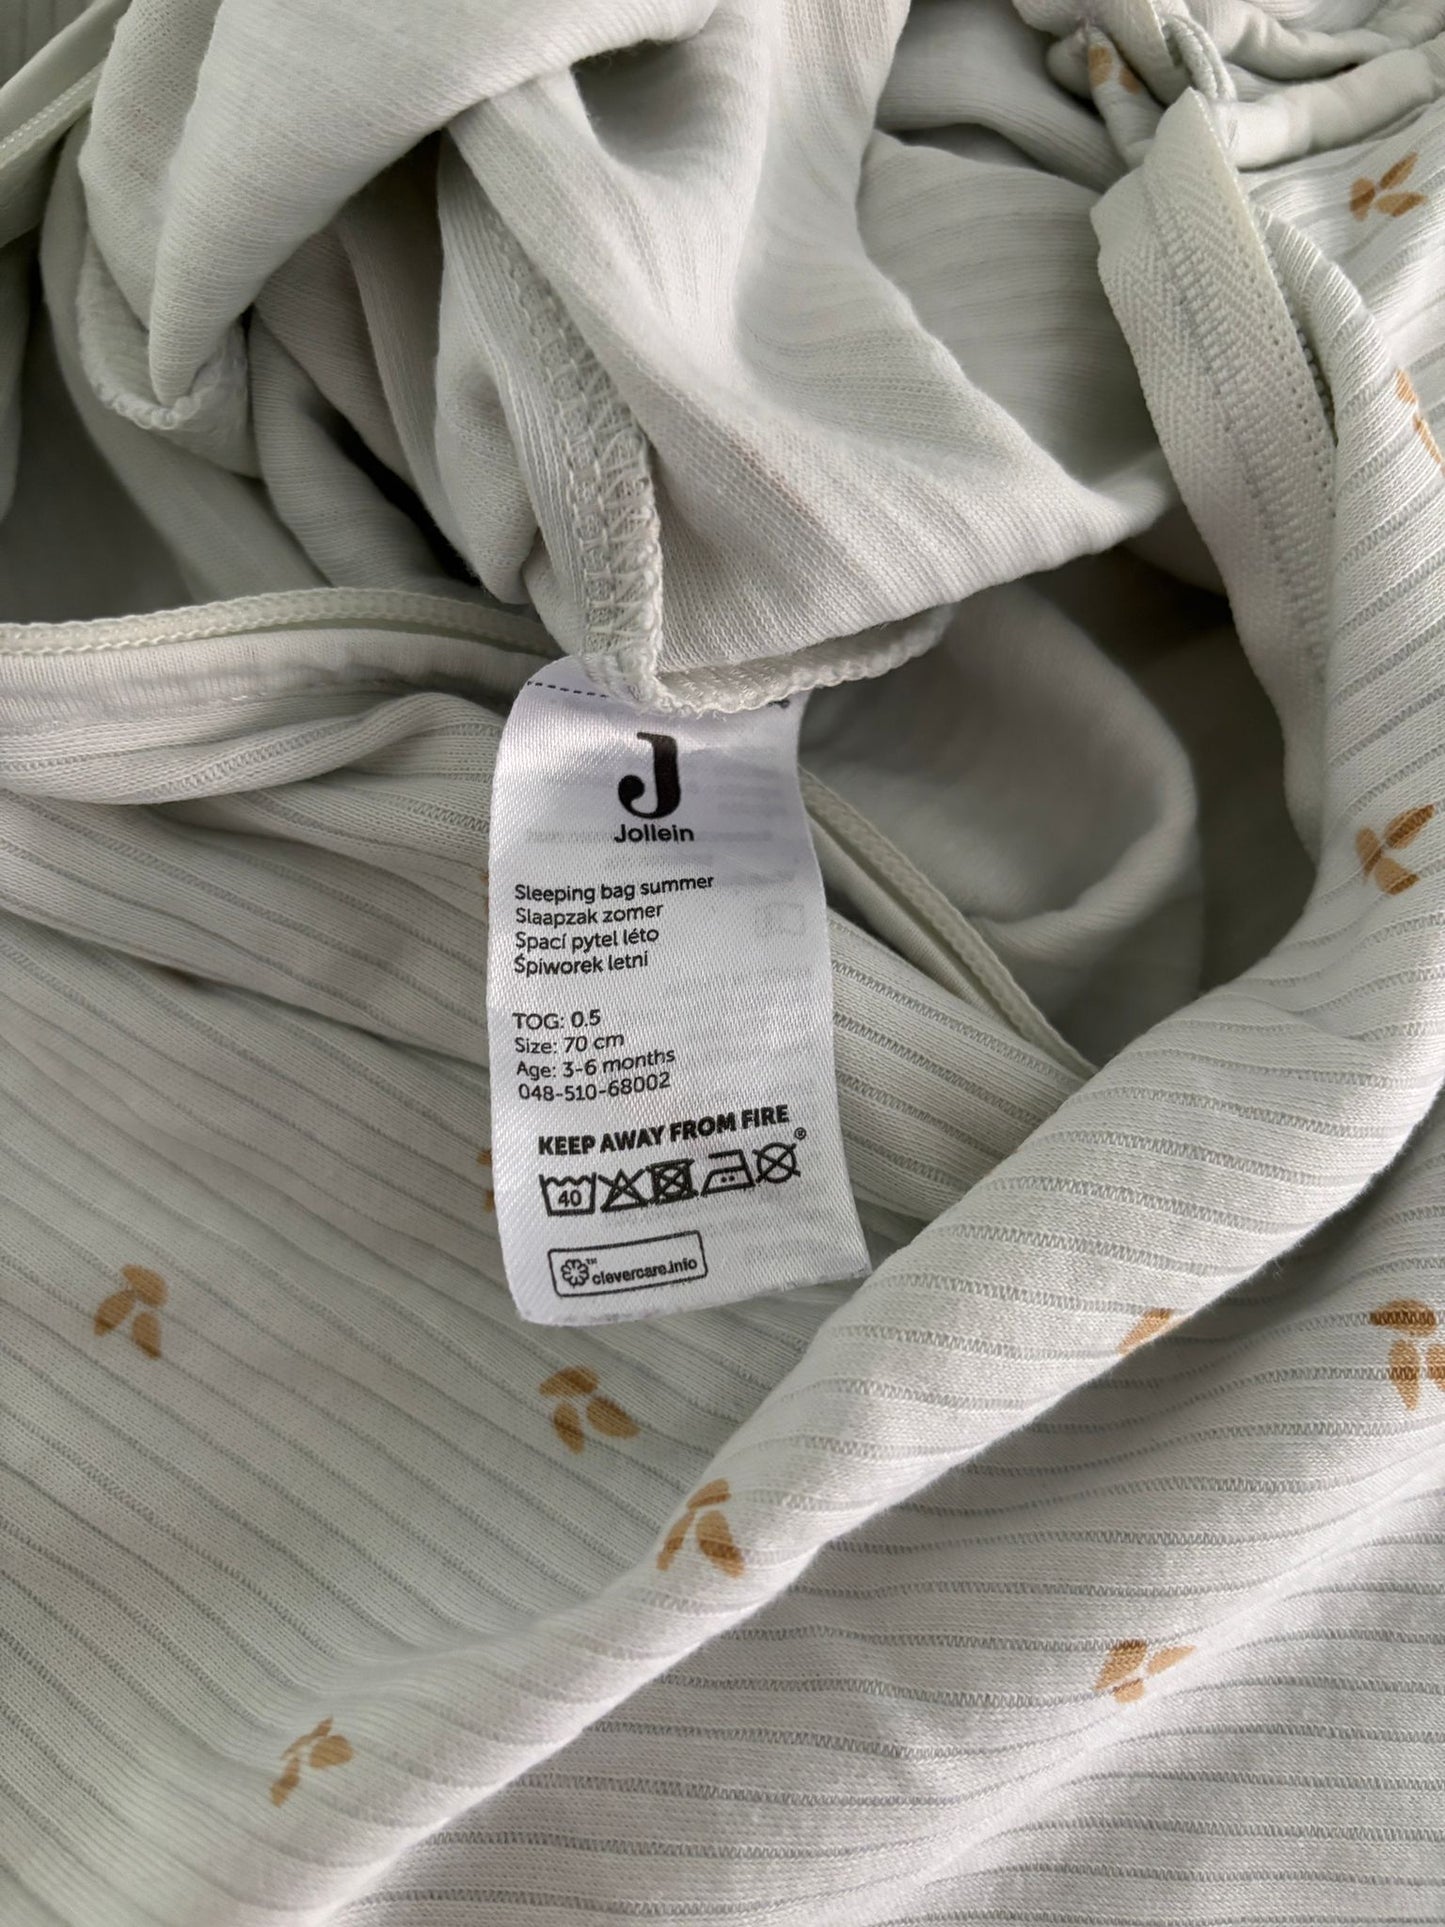 J
Jollein
Sleeping bag summer
Slaapzak zomer
Spací pytel léto
Śpiworek letni
TOG: 0.5
Size: 70 cm
Age: 3-6 months
048-510-68002
KEEP AWAY FROM FIRE
40
®
™ clevercare.info